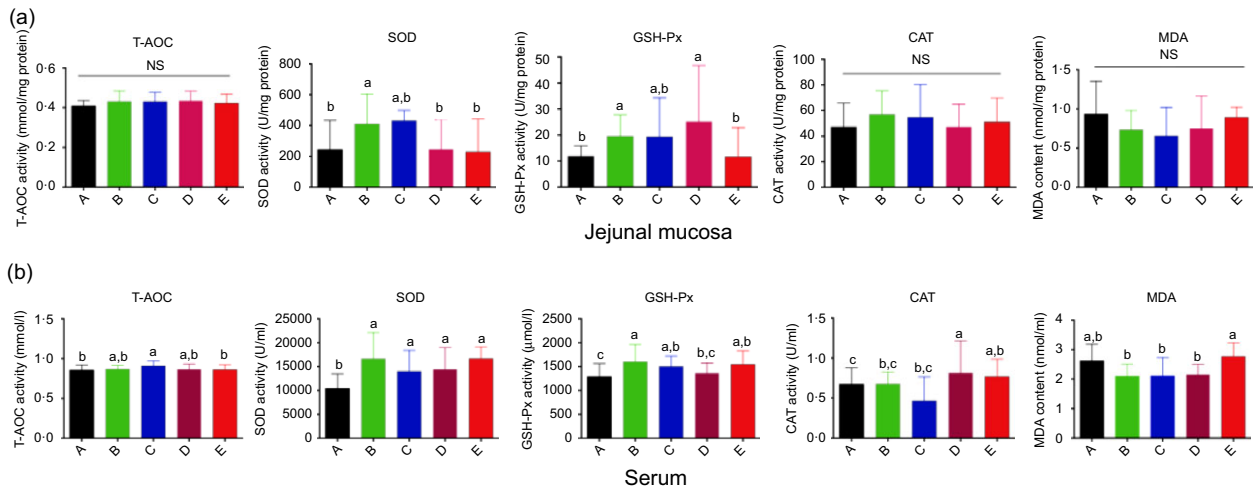 (a)
T-AOC
T-AOC activity (mmol/mg protein)
0·6
0·4
0·2
0·0
NS
A B C D E
SOD
SOD activity (U/mg protein)
800
600
400
200
0
b a a,b b b
A B C D E
GSH-Px
GSH-Px activity (U/mg protein)
50
40
30
20
10
0
b a a,b a b
A B C D E
CAT
CAT activity (U/mg protein)
100
80
60
40
20
0
NS
A B C D E
MDA
MDA content (nmol/mg protein)
1·5
1·0
0·5
0·0
NS
A B C D E
Jejunal mucosa
(b)
T-AOC
T-AOC activity (mmol/l)
1·5
1·0
0·5
0·0
b a,b a a,b b
A B C D E
SOD
SOD activity (U/ml)
25000
20000
15000
10000
5000
0
b a a a a
A B C D E
GSH-Px
GSH-Px activity (μmol/l)
2500
2000
1500
1000
500
0
c a a,b b,c a,b
A B C D E
CAT
CAT activity (U/ml)
1·5
1·0
0·5
0·0
c b,c b,c a a,b
A B C D E
MDA
MDA content (nmol/ml)
4
3
2
1
0
a,b b b b a
A B C D E
Serum